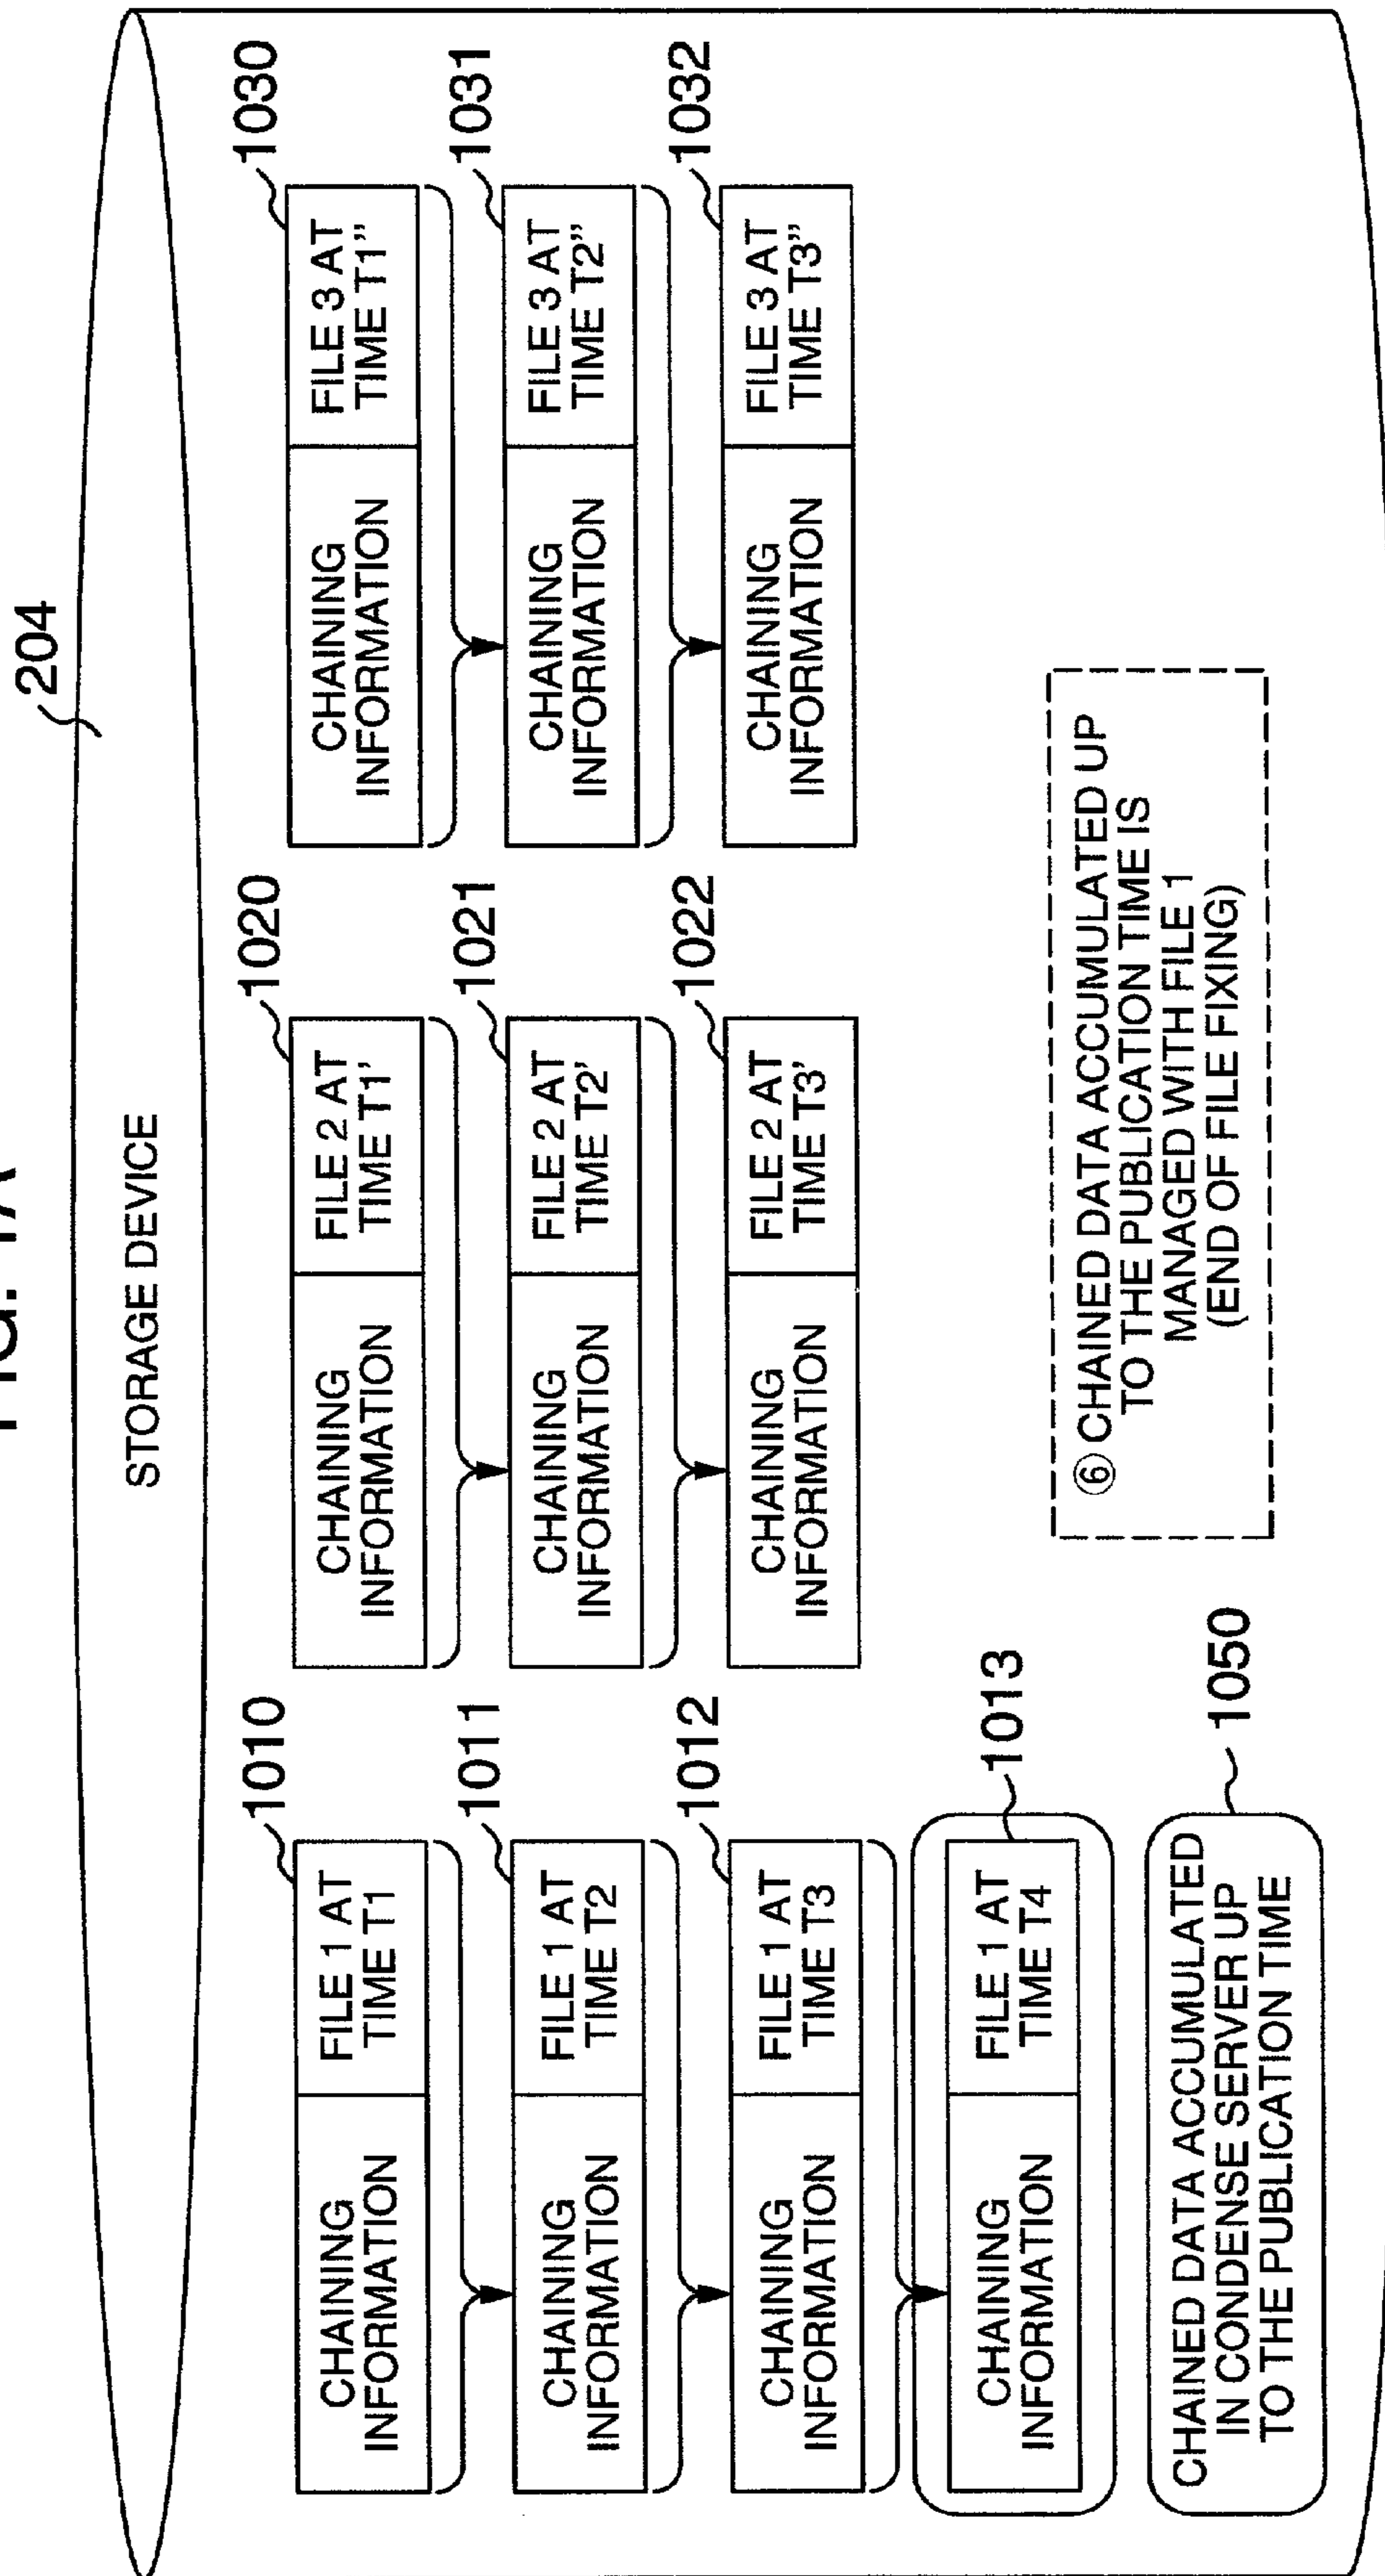 204
STORAGE DEVICE
1010
CHAINING
INFORMATION
FILE 1 AT
TIME T1
1011
CHAINING
INFORMATION
FILE 1 AT
TIME T2
1012
CHAINING
INFORMATION
FILE 1 AT
TIME T3
1013
CHAINING
INFORMATION
FILE 1 AT
TIME T4
1050
CHAINED DATA ACCUMULATED
IN CONDENSE SERVER UP
TO THE PUBLICATION TIME
1020
CHAINING
INFORMATION
FILE 2 AT
TIME T1'
1021
CHAINING
INFORMATION
FILE 2 AT
TIME T2'
1022
CHAINING
INFORMATION
FILE 2 AT
TIME T3'
1030
CHAINING
INFORMATION
FILE 3 AT
TIME T1”
1031
CHAINING
INFORMATION
FILE 3 AT
TIME T2”
1032
CHAINING
INFORMATION
FILE 3 AT
TIME T3”
⑥ CHAINED DATA ACCUMULATED UP
TO THE PUBLICATION TIME IS
MANAGED WITH FILE 1
(END OF FILE FIXING)